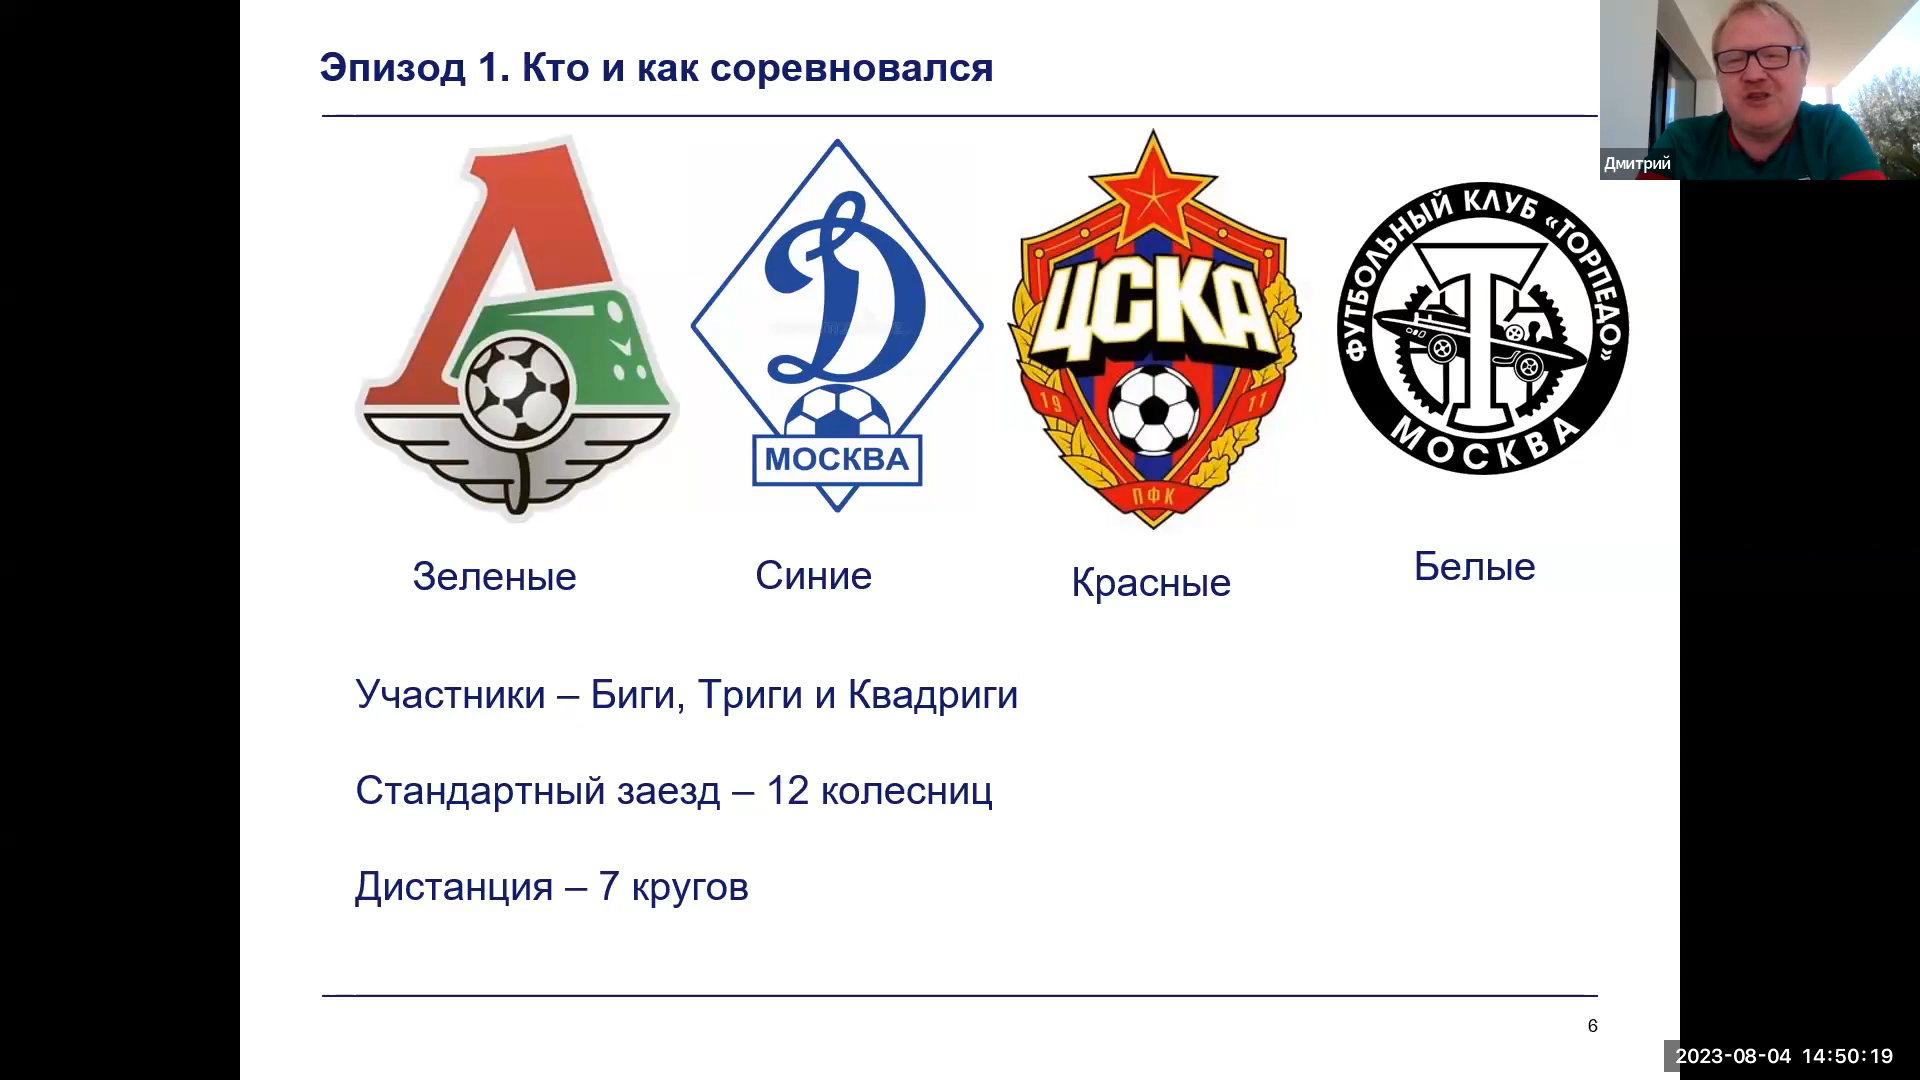 Эпизод 1. Кто и как соревновался
Дмитрий
МОСКВА
ЦСКА
19 11
ПФК
ФУТБОЛЬНЫЙ КЛУБ «ТОРПЕДО»
МОСКВА
Зеленые
Синие
Красные
Белые
Участники – Биги, Триги и Квадриги
Стандартный заезд – 12 колесниц
Дистанция – 7 кругов
6
2023-08-04 14:50:19